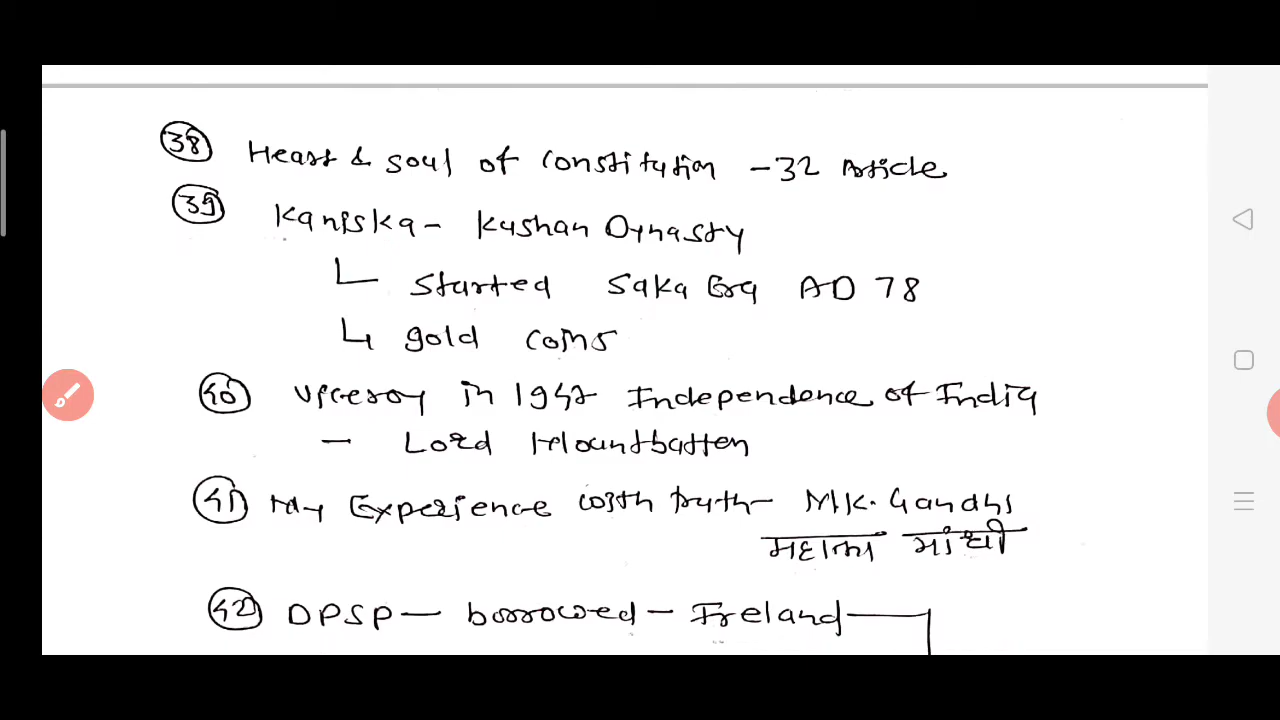 38 Heart & soul of constitution - 32 Article
39 Kaniska - Kushan Dynasty
started Saka Era AD 78
gold coins
40 Viceroy in 1947 Independence of India
- Lord Mountbatten
41 My Experience with truth - M.K. Gandhi
महात्मा गांधी
42 DPSP - borrowed - Ireland